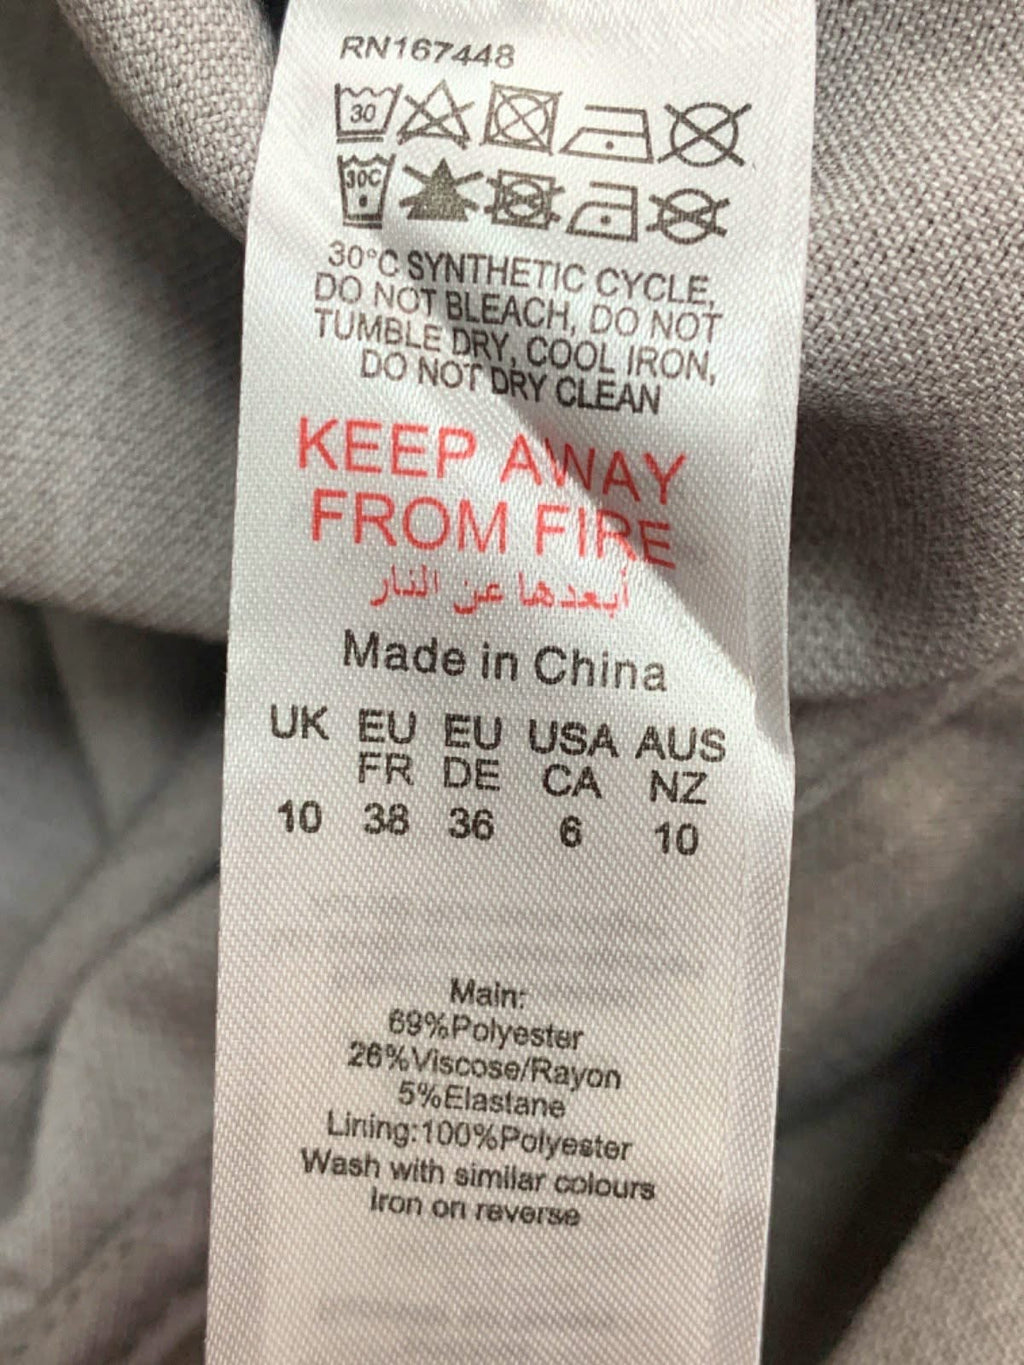 RN167448
30
30C
30°C SYNTHETIC CYCLE,
DO NOT BLEACH, DO NOT
TUMBLE DRY, COOL IRON,
DO NOT DRY CLEAN
KEEP AWAY
FROM FIRE
أبعدها عن النار
Made in China
UK EU EU USA AUS
FR DE CA NZ
10 38 36 6 10
Main:
69%Polyester
26%Viscose/Rayon
5%Elastane
Lining:100%Polyester
Wash with similar colours
Iron on reverse